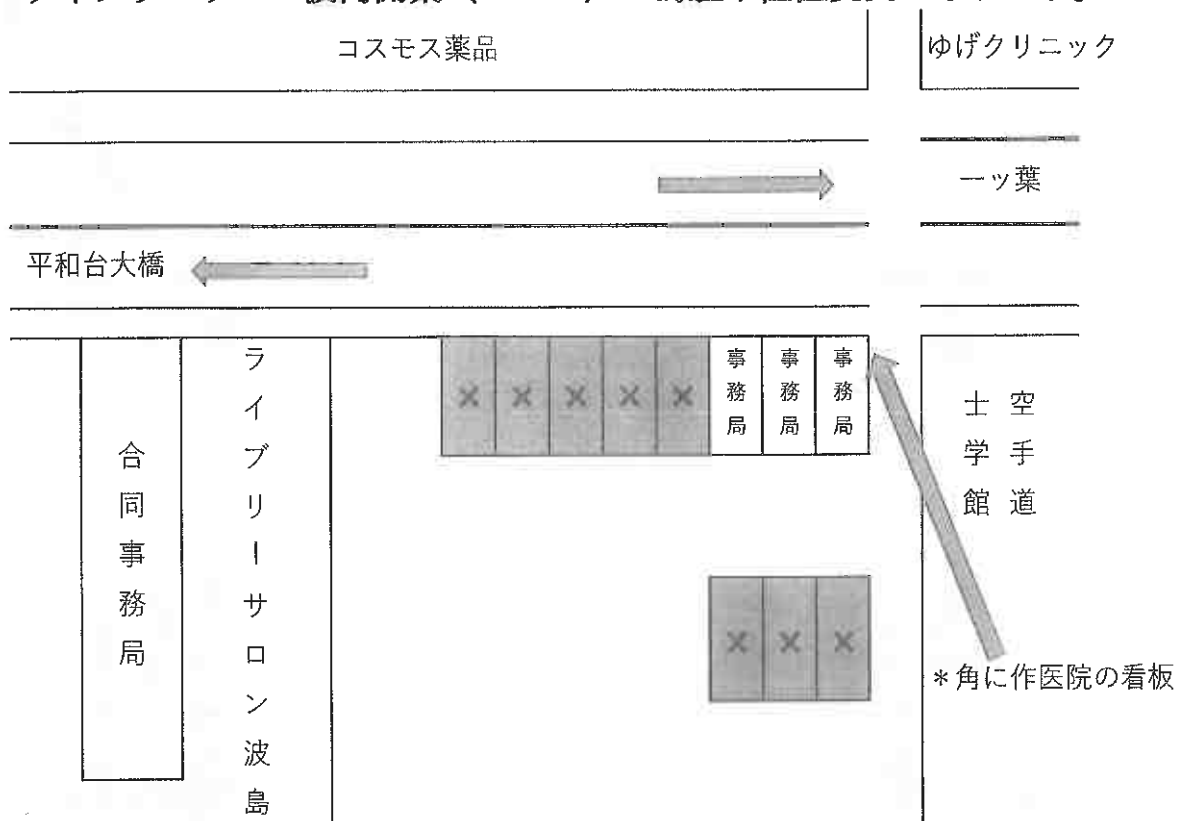 コスモス薬品
ゆげクリニック
一ッ葉
平和台大橋
合同事務局
ライブリーサロン波島
事務局
事務局
事務局
空手道
士学館
＊角に作医院の看板